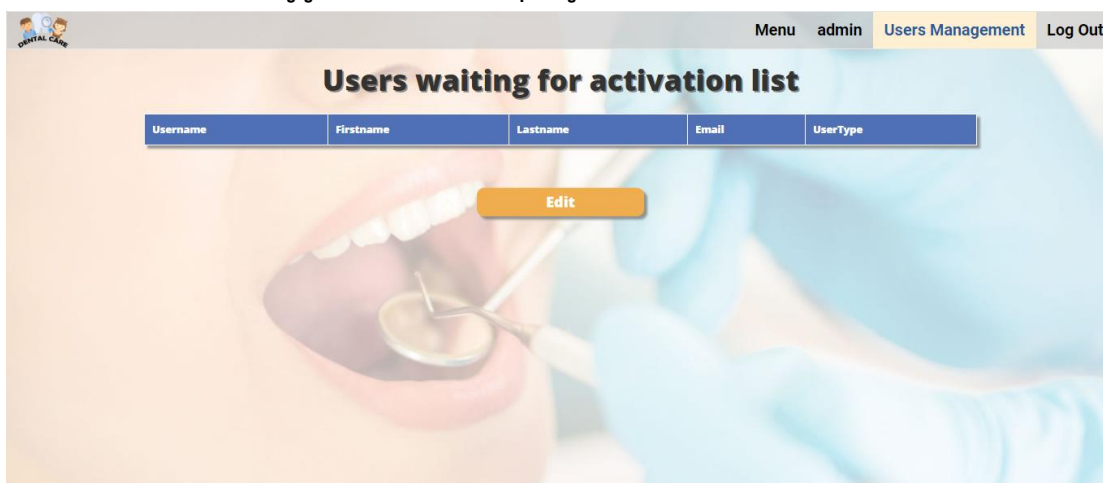 DENTAL CARE
Menu admin Users Management Log Out
Users waiting for activation list
Username Firstname Lastname Email UserType
Edit